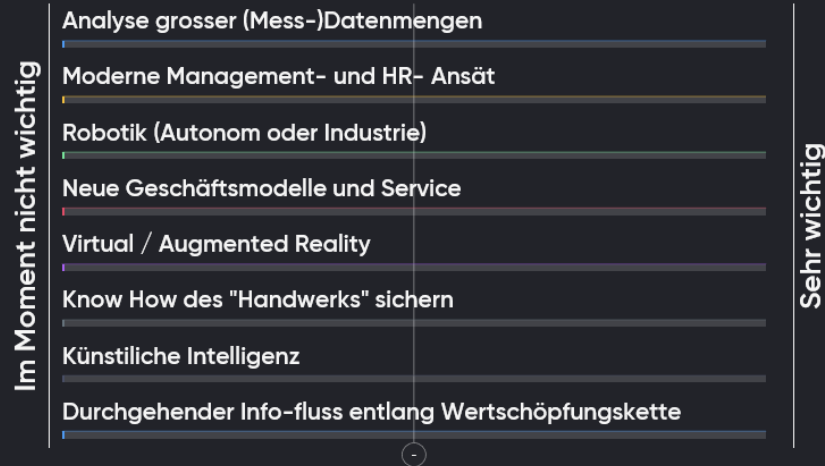 Analyse grosser (Mess-)Datenmengen
Moderne Management- und HR- Ansät
Robotik (Autonom oder Industrie)
Neue Geschäftsmodelle und Service
Virtual / Augmented Reality
Know How des "Handwerks" sichern
Künstiliche Intelligenz
Durchgehender Info-fluss entlang Wertschöpfungskette
Im Moment nicht wichtig
Sehr wichtig
-